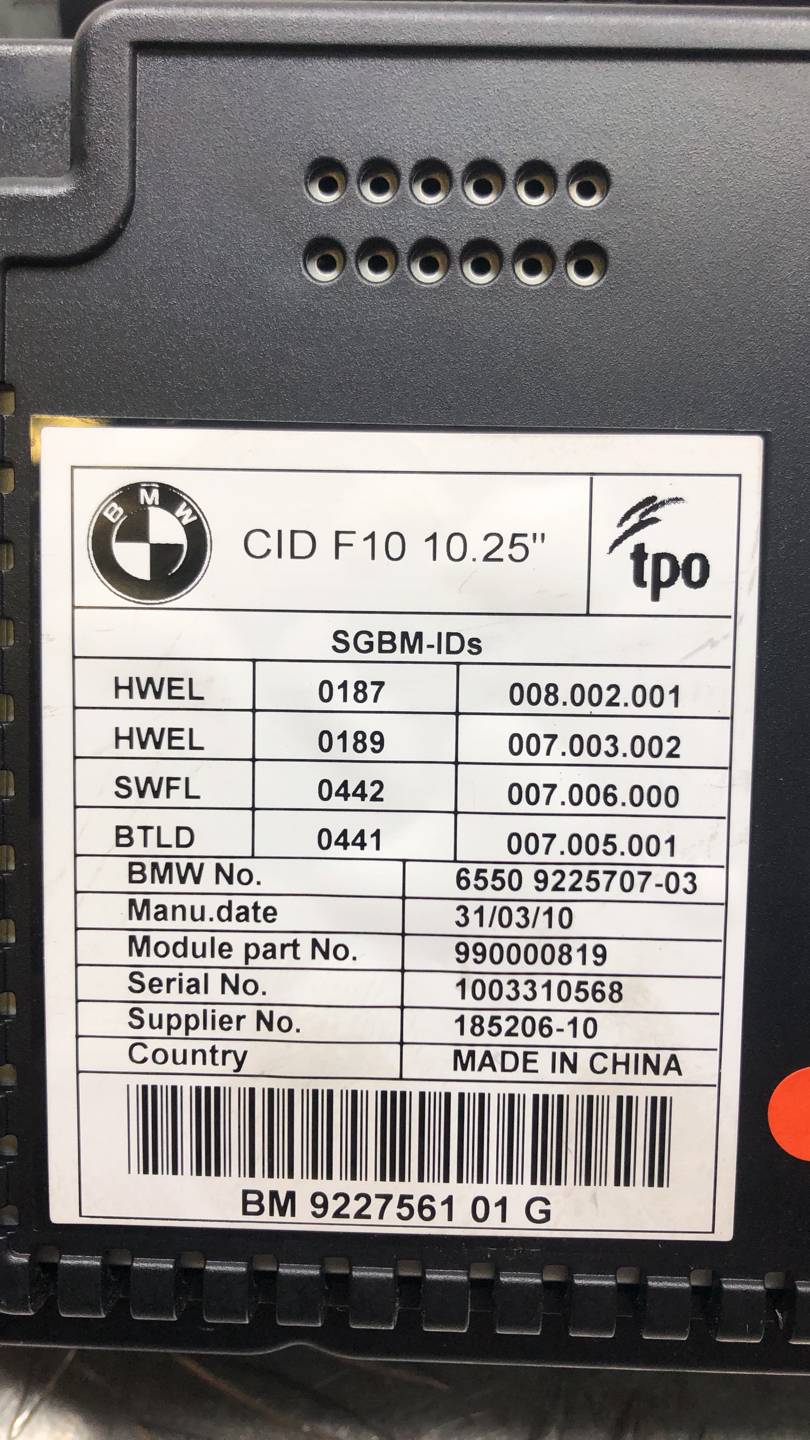 BMW
CID F10 10.25"
tpo
SGBM-IDs
HWEL 0187 008.002.001
HWEL 0189 007.003.002
SWFL 0442 007.006.000
BTLD 0441 007.005.001
BMW No. 6550 9225707-03
Manu.date 31/03/10
Module part No. 990000819
Serial No. 1003310568
Supplier No. 185206-10
Country MADE IN CHINA
BM 9227561 01 G